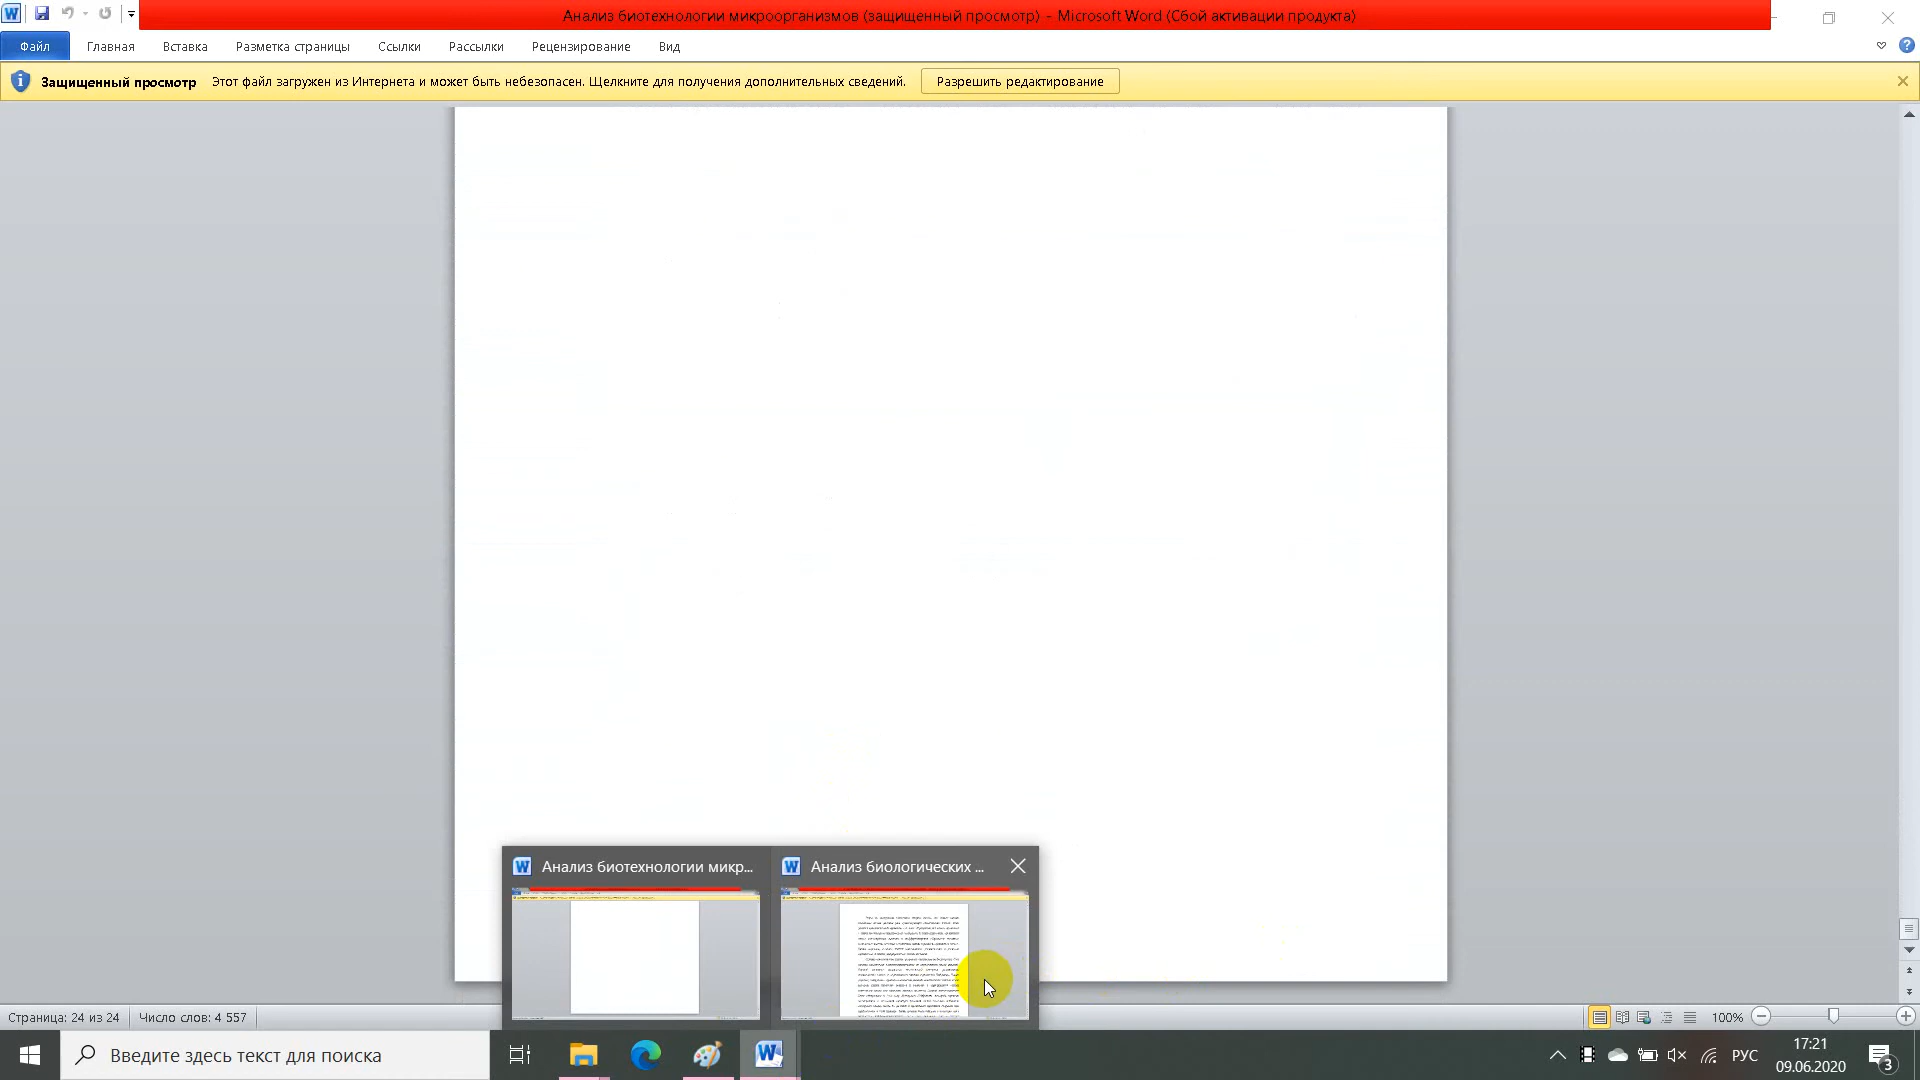 Анализ биотехнологии микроорганизмов (защищенный просмотр) - Microsoft Word (Сбой активации продукта)
Файл Главная Вставка Разметка страницы Ссылки Рассылки Рецензирование Вид
Защищенный просмотр Этот файл загружен из Интернета и может быть небезопасен. Щелкните для получения дополнительных сведений. Разрешить редактирование
Анализ биотехнологии микр... Анализ биологических ...
Страница: 24 из 24 Число слов: 4 557 100%
Введите здесь текст для поиска РУС 17:21
09.06.2020 3